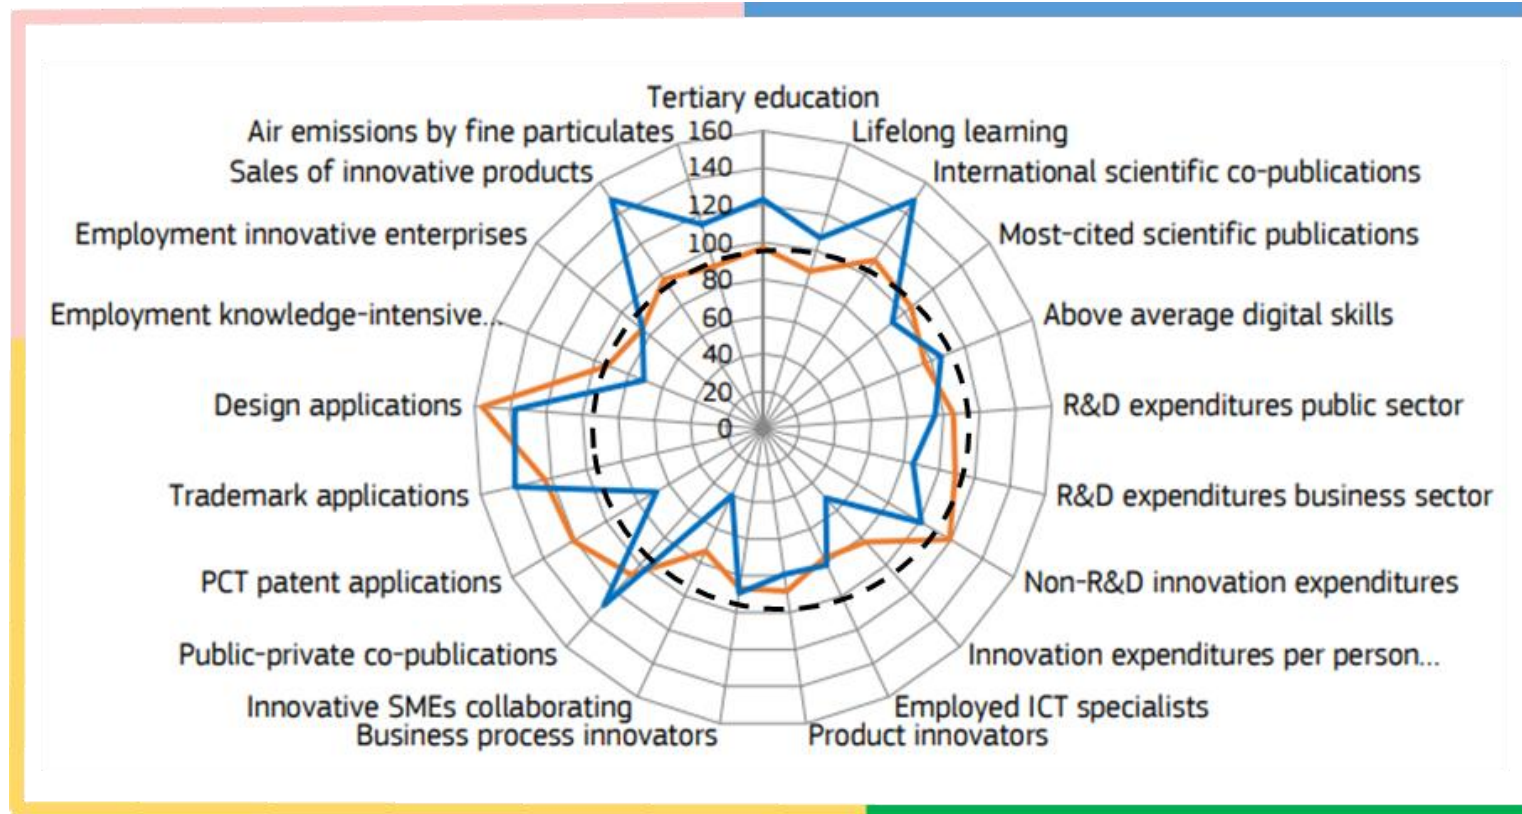 Tertiary education
Air emissions by fine particulates
160
Lifelong learning
Sales of innovative products
140
International scientific co-publications
120
Employment innovative enterprises
100
Most-cited scientific publications
80
Employment knowledge-intensive...
60
Above average digital skills
40
Design applications
20
R&D expenditures public sector
0
Trademark applications
R&D expenditures business sector
PCT patent applications
Non-R&D innovation expenditures
Public-private co-publications
Innovation expenditures per person...
Innovative SMEs collaborating
Employed ICT specialists
Business process innovators
Product innovators